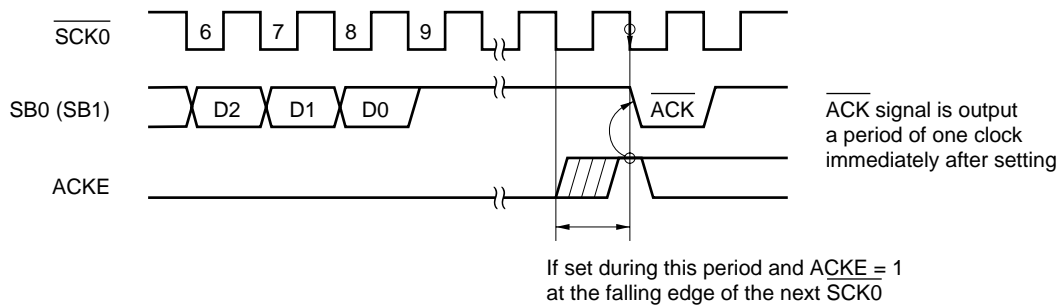 SCK0
6 7 8 9
SB0 (SB1)
D2 D1 D0 ACK
ACK signal is output
a period of one clock
immediately after setting
ACKE
If set during this period and ACKE = 1
at the falling edge of the next SCK0